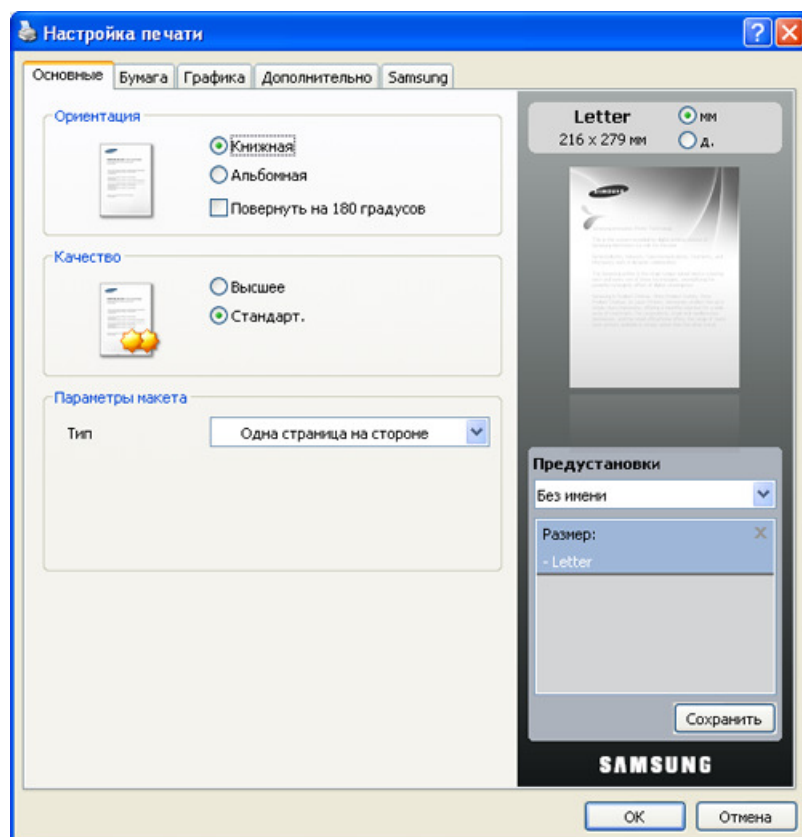 Настройка печати
Основные Бумага Графика Дополнительно Samsung
Ориентация
Книжная
Альбомная
Повернуть на 180 градусов
Качество
Высшее
Стандарт.
Параметры макета
Тип Одна страница на стороне
Letter мм
216 x 279 мм д.
SAMSUNG
Предустановки
Без имени
Размер:
- Letter
Сохранить
SAMSUNG
OK Отмена